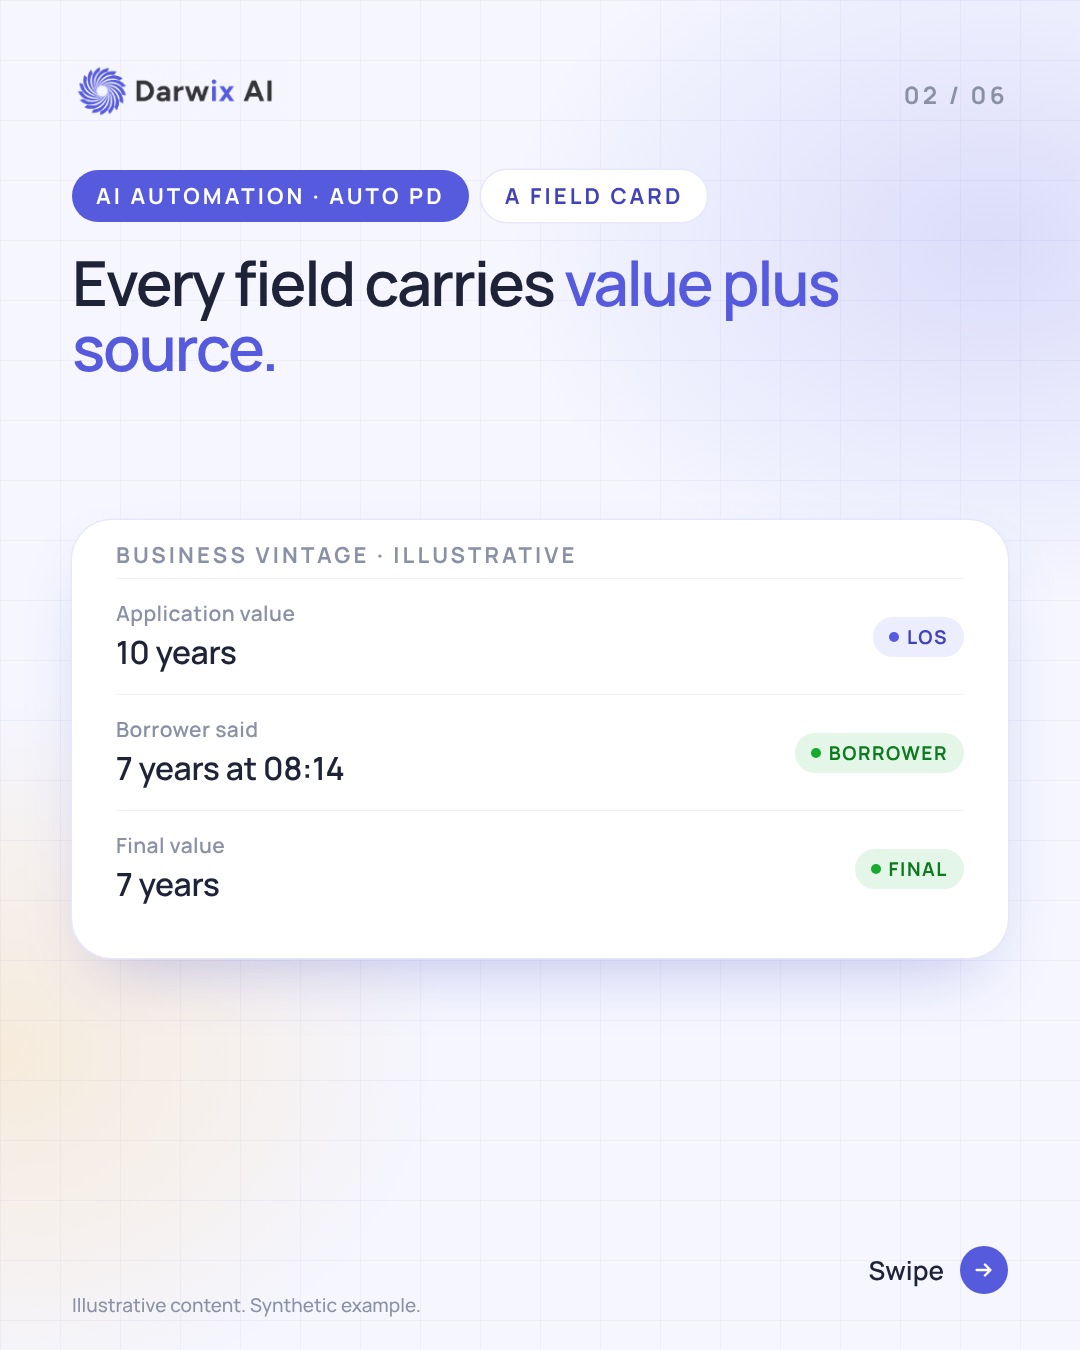 Darwix AI
02 / 06
AI AUTOMATION · AUTO PD
A FIELD CARD
Every field carries value plus
source.
BUSINESS VINTAGE · ILLUSTRATIVE
Application value
10 years
LOS
Borrower said
7 years at 08:14
BORROWER
Final value
7 years
FINAL
Swipe
Illustrative content. Synthetic example.